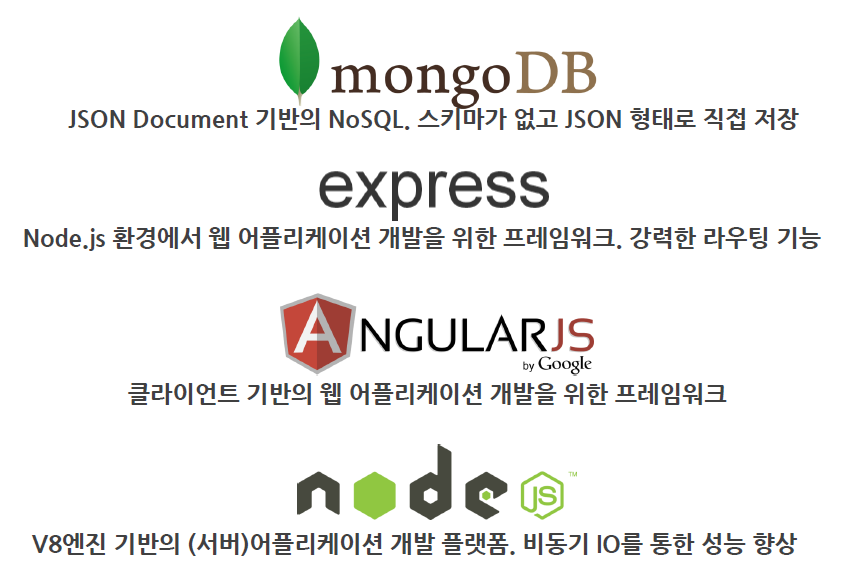 mongoDB
JSON Document 기반의 NoSQL. 스키마가 없고 JSON 형태로 직접 저장
express
Node.js 환경에서 웹 어플리케이션 개발을 위한 프레임워크. 강력한 라우팅 기능
ANGULARJS
by Google
클라이언트 기반의 웹 어플리케이션 개발을 위한 프레임워크
node JS™
V8엔진 기반의 (서버)어플리케이션 개발 플랫폼. 비동기 IO를 통한 성능 향상